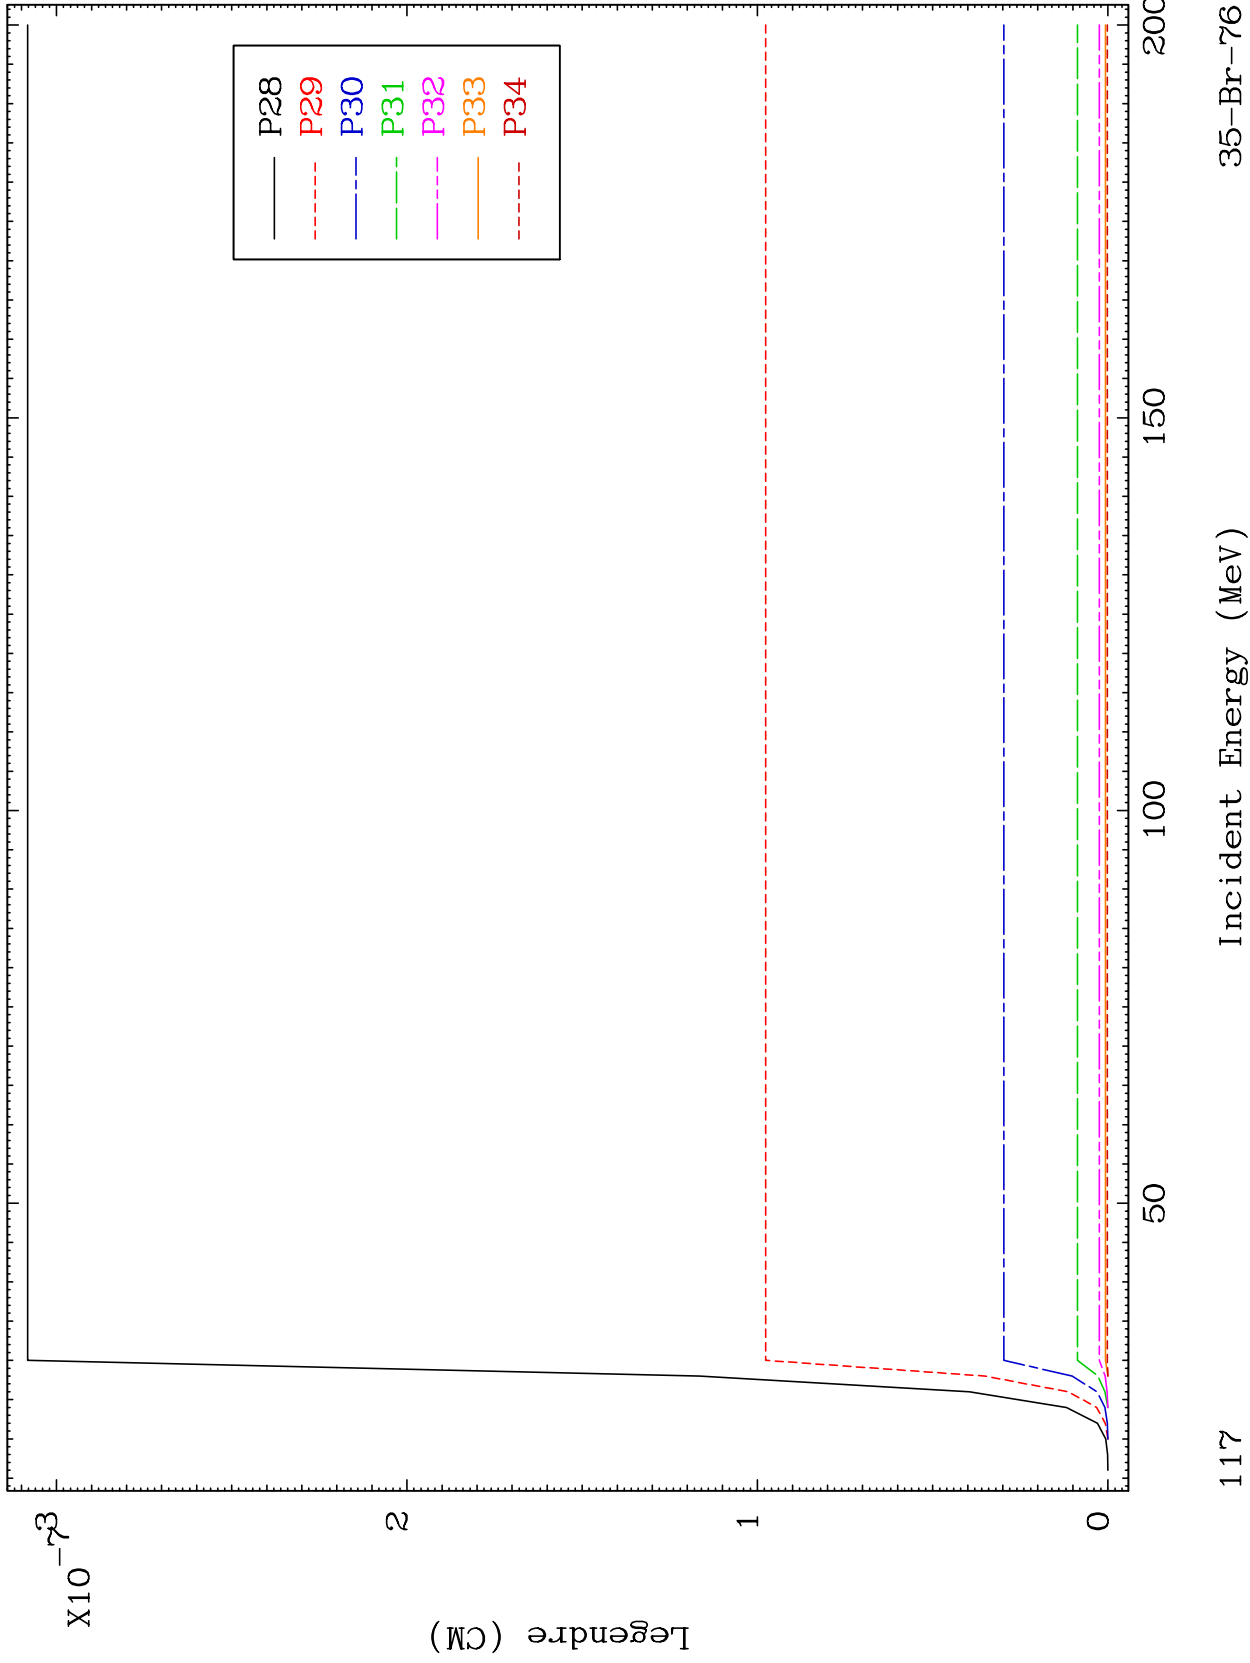 X10
-7
3
2
1
0
Legendre (CM)
P28
P29
P30
P31
P32
P33
P34
50
100
150
200
Incident Energy (MeV)
117
35-Br-76